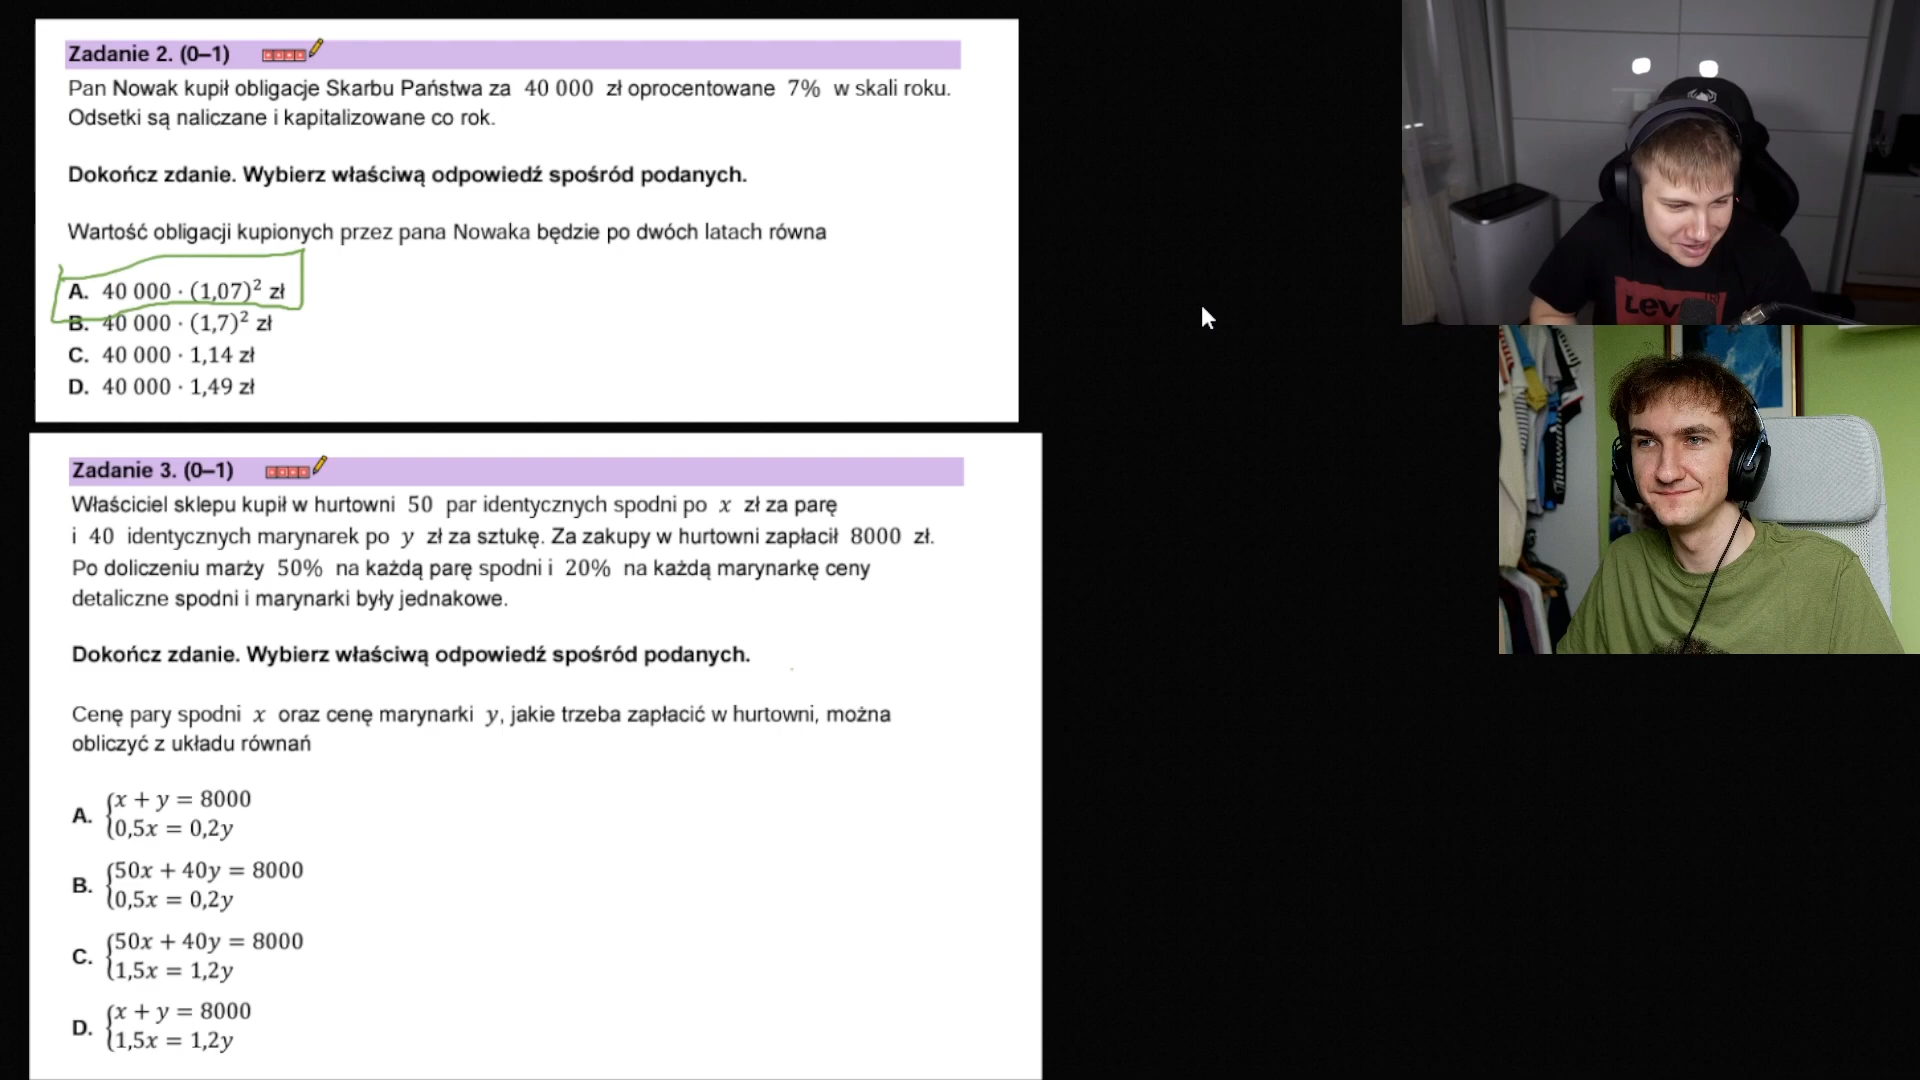 Zadanie 2. (0–1)
Pan Nowak kupił obligacje Skarbu Państwa za 40 000 zł oprocentowane 7% w skali roku.
Odsetki są naliczane i kapitalizowane co rok.
Dokończ zdanie. Wybierz właściwą odpowiedź spośród podanych.
Wartość obligacji kupionych przez pana Nowaka będzie po dwóch latach równa
A. 40 000 · (1,07)² zł
B. 40 000 · (1,7)² zł
C. 40 000 · 1,14 zł
D. 40 000 · 1,49 zł
Zadanie 3. (0–1)
Właściciel sklepu kupił w hurtowni 50 par identycznych spodni po x zł za parę
i 40 identycznych marynarek po y zł za sztukę. Za zakupy w hurtowni zapłacił 8000 zł.
Po doliczeniu marży 50% na każdą parę spodni i 20% na każdą marynarkę ceny
detaliczne spodni i marynarki były jednakowe.
Dokończ zdanie. Wybierz właściwą odpowiedź spośród podanych.
Cenę pary spodni x oraz cenę marynarki y, jakie trzeba zapłacić w hurtowni, można
obliczyć z układu równań
A. {x + y = 8000
0,5x = 0,2y
B. {50x + 40y = 8000
0,5x = 0,2y
C. {50x + 40y = 8000
1,5x = 1,2y
D. {x + y = 8000
1,5x = 1,2y
Lev